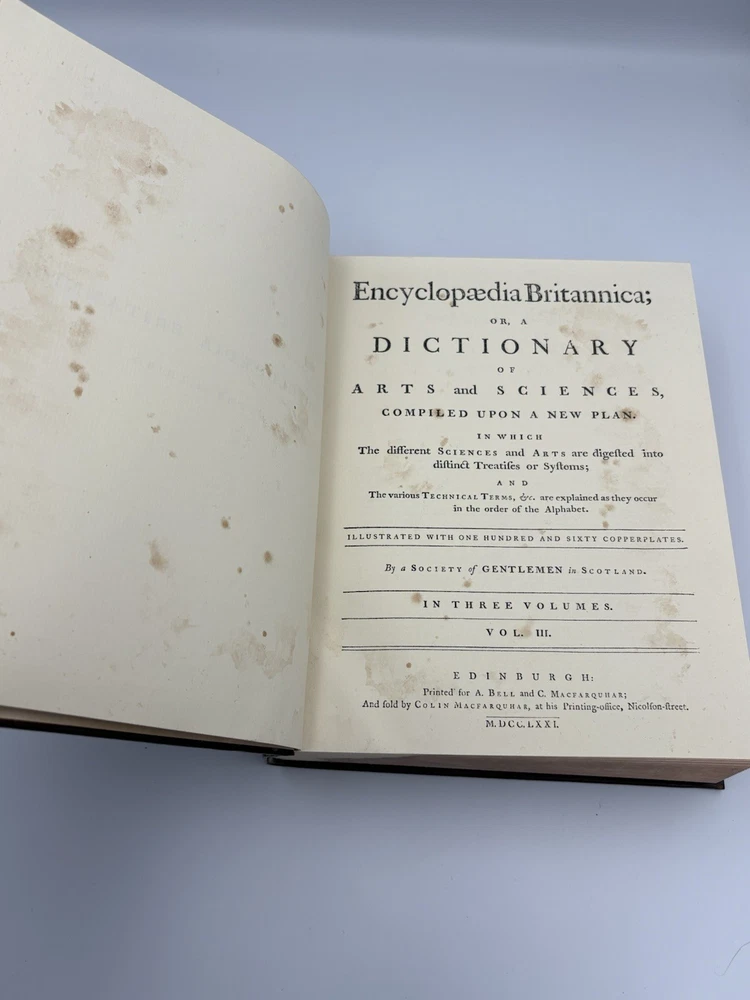 Encyclopædia Britannica;
OR, A
DICTIONARY
OF
ARTS and SCIENCES,
COMPILED UPON A NEW PLAN.
IN WHICH
The different SCIENCES and ARTS are digeſted into
diſtinct Treatiſes or Syſtems;
AND
The various TECHNICAL TERMS, &c. are explained as they occur
in the order of the Alphabet.
ILLUSTRATED WITH ONE HUNDRED AND SIXTY COPPERPLATES.
By a SOCIETY of GENTLEMEN in SCOTLAND.
IN THREE VOLUMES.
VOL. III.
EDINBURGH:
Printed for A. BELL and C. MACFARQUHAR;
And ſold by COLIN MACFARQUHAR, at his Printing-office, Nicolſon-ſtreet.
M.DCC.LXXI.